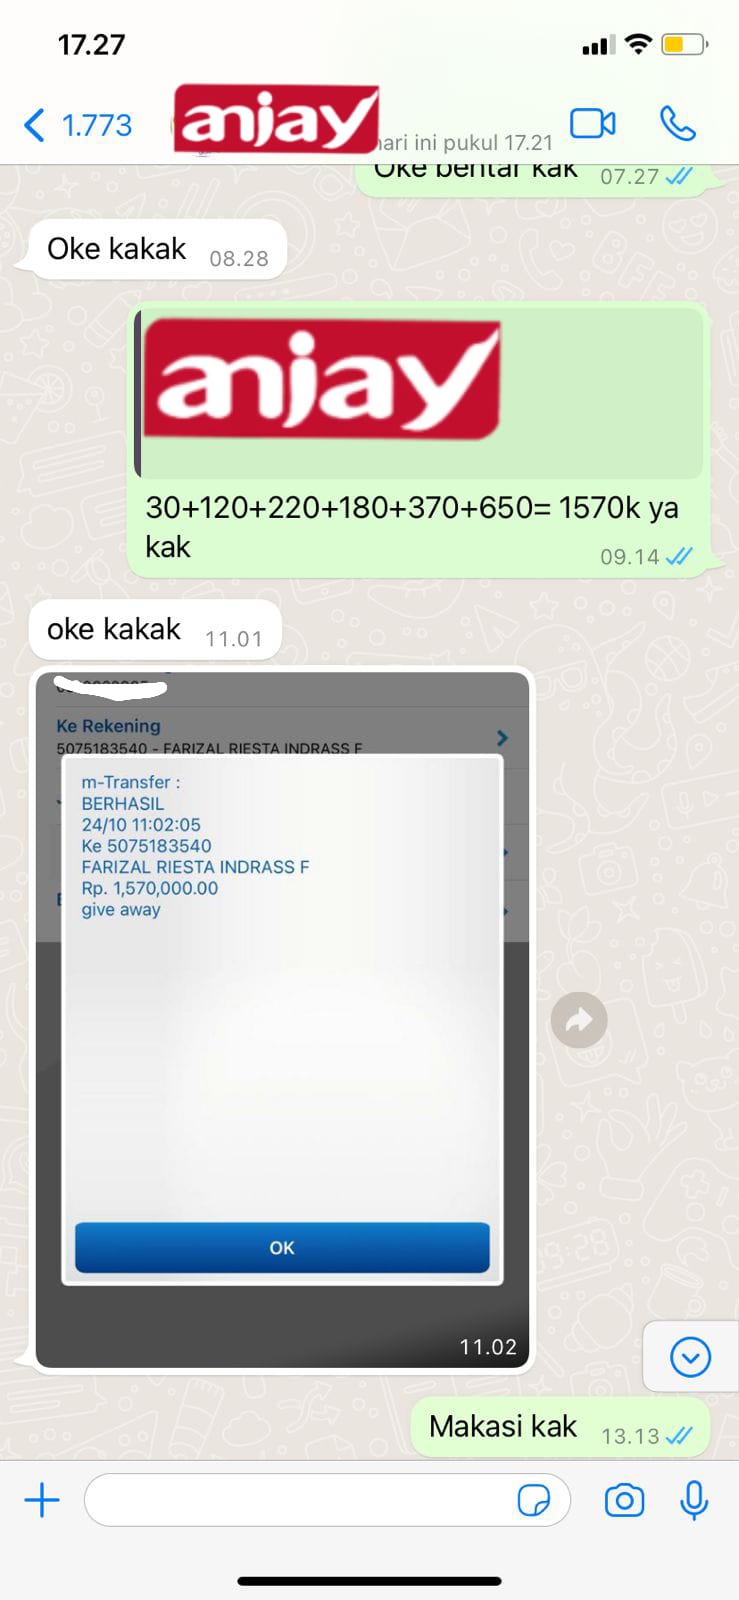 17.27
1.773
anjay
hari ini pukul 17.21
Oke bentar kak 07.27
Oke kakak 08.28
anjay
30+120+220+180+370+650= 1570k ya
kak 09.14
oke kakak 11.01
Ke Rekening
5075183540 - FARIZAL RIESTA INDRASS F
m-Transfer :
BERHASIL
24/10 11:02:05
Ke 5075183540
FARIZAL RIESTA INDRASS F
Rp. 1,570,000.00
give away
OK
11.02
Makasi kak 13.13